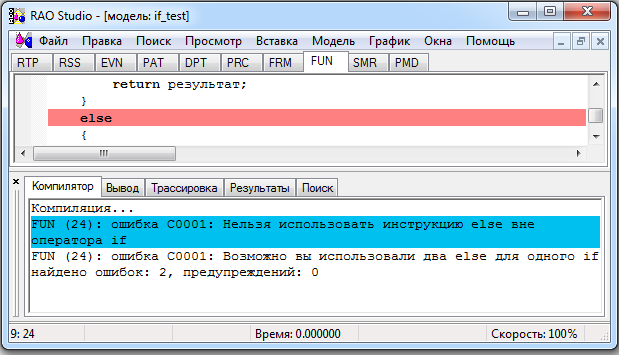 RAO Studio - [модель: if_test]
Файл Правка Поиск Просмотр Вставка Модель График Окна Помощь
RTP RSS EVN PAT DPT PRC FRM FUN SMR PMD
return результат;
}
else
{
Компилятор Вывод Трассировка Результаты Поиск
Компиляция...
FUN (24): ошибка C0001: Нельзя использовать инструкцию else вне
оператора if
FUN (24): ошибка C0001: Возможно вы использовали два else для одного if
найдено ошибок: 2, предупреждений: 0
9: 24 Время: 0.000000 Скорость: 100%